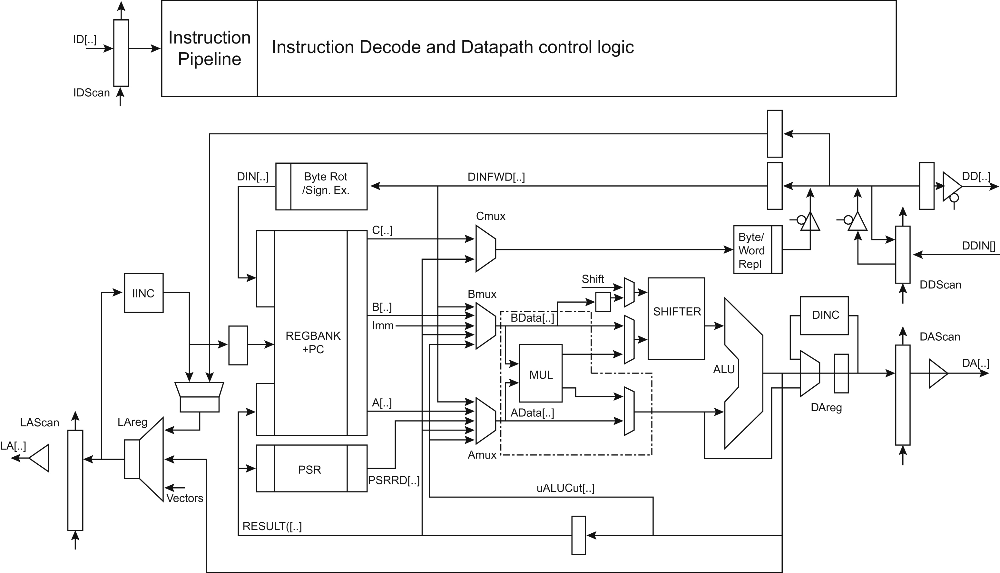 ID[..]
Instruction
Pipeline
Instruction Decode and Datapath control logic
IDScan
DIN[..]
Byte Rot
/Sign. Ex.
DINFWD[..]
DD[..]
Cmux
C[..]
Byte/
Word
Repl
DDIN[]
Shift
DDScan
IINC
Bmux
B[..]
BData[..]
SHIFTER
DINC
Imm
REGBANK
+PC
DAScan
MUL
ALU
DA[..]
A[..]
AData[..]
DAreg
LAScan
LAreg
LA[..]
Amux
PSR
PSRRD[..]
Vectors
uALUCut[..]
RESULT([..]